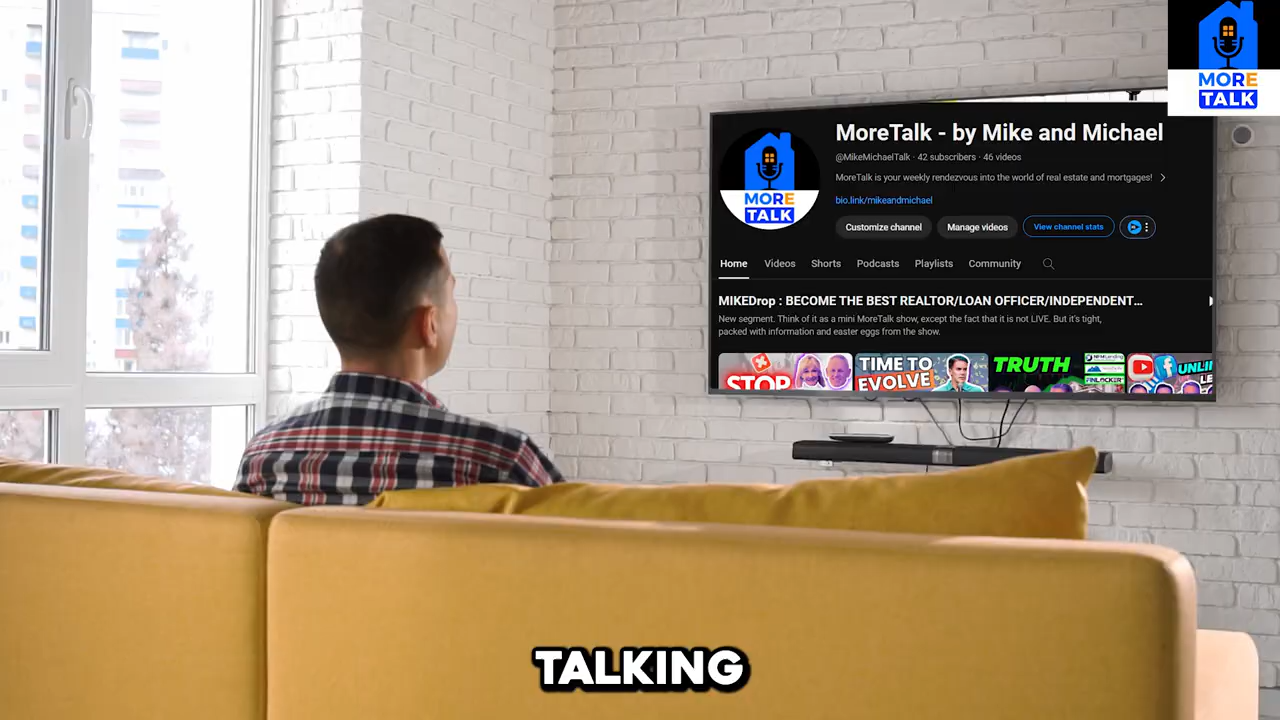 MORE
TALK
MoreTalk - by Mike and Michael
@MikeMichaelTalk · 42 subscribers · 46 videos
MoreTalk is your weekly rendezvous into the world of real estate and mortgages!
bio.link/mikeandmichael
Customize channel Manage videos View channel stats
MORE
TALK
Home Videos Shorts Podcasts Playlists Community
MIKEDrop : BECOME THE BEST REALTOR/LOAN OFFICER/INDEPENDENT...
New segment. Think of it as a mini MoreTalk show, except the fact that it is not LIVE. But it's tight,
packed with information and easter eggs from the show.
STOP TIME TO EVOLVE TRUTH FINLOCKER
TALKING